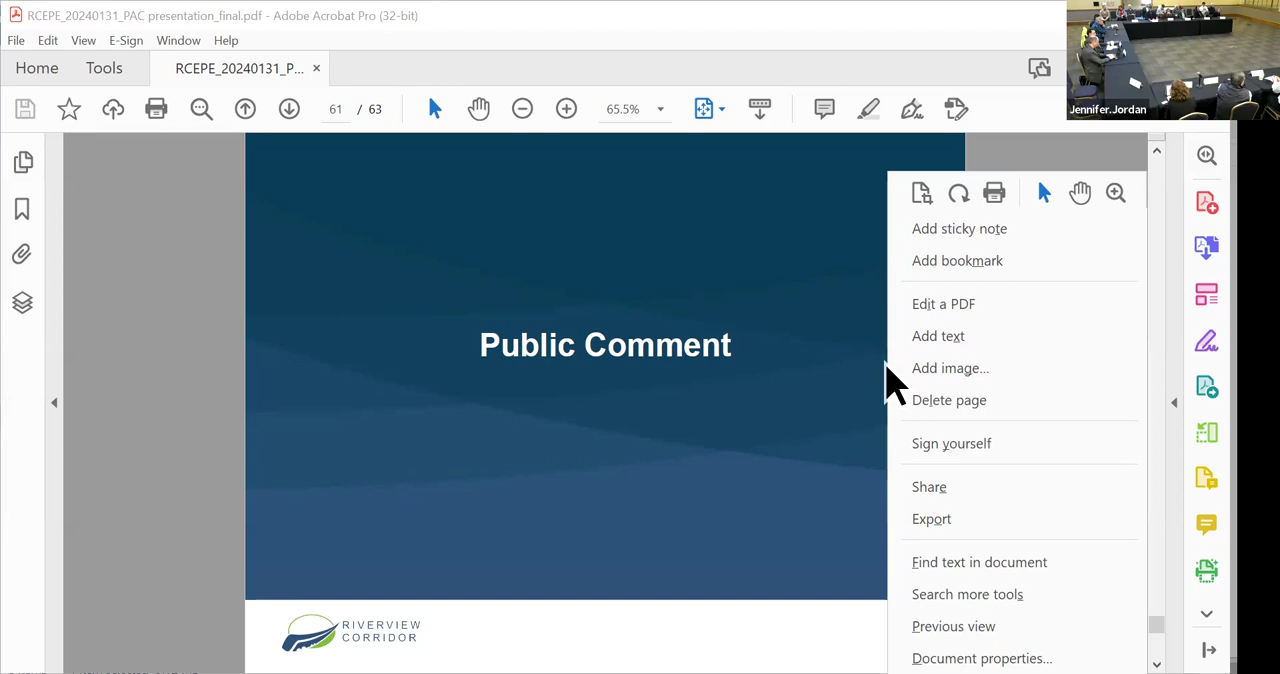 RCEPE_20240131_PAC presentation_final.pdf - Adobe Acrobat Pro (32-bit)
File Edit View E-Sign Window Help
Home Tools RCEPE_20240131_P... ×
61 / 63 65.5%
Jennifer.Jordan
Public Comment
RIVERVIEW
CORRIDOR
Add sticky note
Add bookmark
Edit a PDF
Add text
Add image...
Delete page
Sign yourself
Share
Export
Find text in document
Search more tools
Previous view
Document properties...